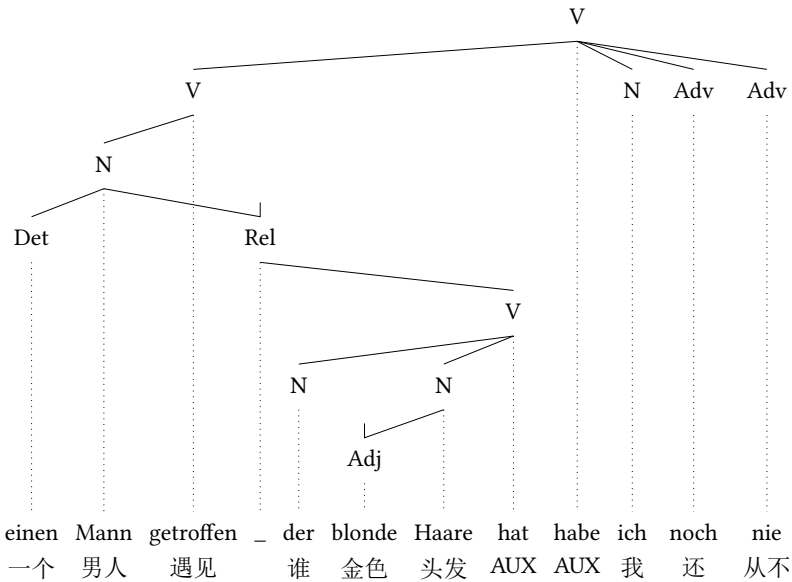 V
V N Adv Adv
N
Det Rel
V
N N
Adj
einen Mann getroffen _ der blonde Haare hat habe ich noch nie
一个 男人 遇见 谁 金色 头发 AUX AUX 我 还 从不